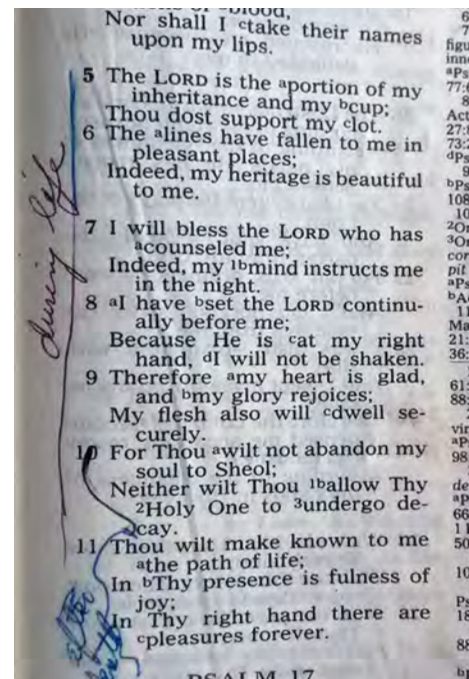 Nor shall I ctake their names
upon my lips.
5 The LORD is the aportion of my
inheritance and my bcup;
Thou dost support my clot.
6 The alines have fallen to me in
pleasant places;
Indeed, my heritage is beautiful
to me.
7 I will bless the LORD who has
acounseled me;
Indeed, my 1bmind instructs me
in the night.
8 aI have bset the LORD continu-
ally before me;
Because He is cat my right
hand, dI will not be shaken.
9 Therefore amy heart is glad,
and bmy glory rejoices;
My flesh also will cdwell se-
curely.
10 For Thou awilt not abandon my
soul to Sheol;
Neither wilt Thou 1ballow Thy
2Holy One to 3undergo de-
cay.
11 Thou wilt make known to me
athe path of life;
In bThy presence is fulness of
joy;
In Thy right hand there are
cpleasures forever.
PSALM 17
during life
after
death